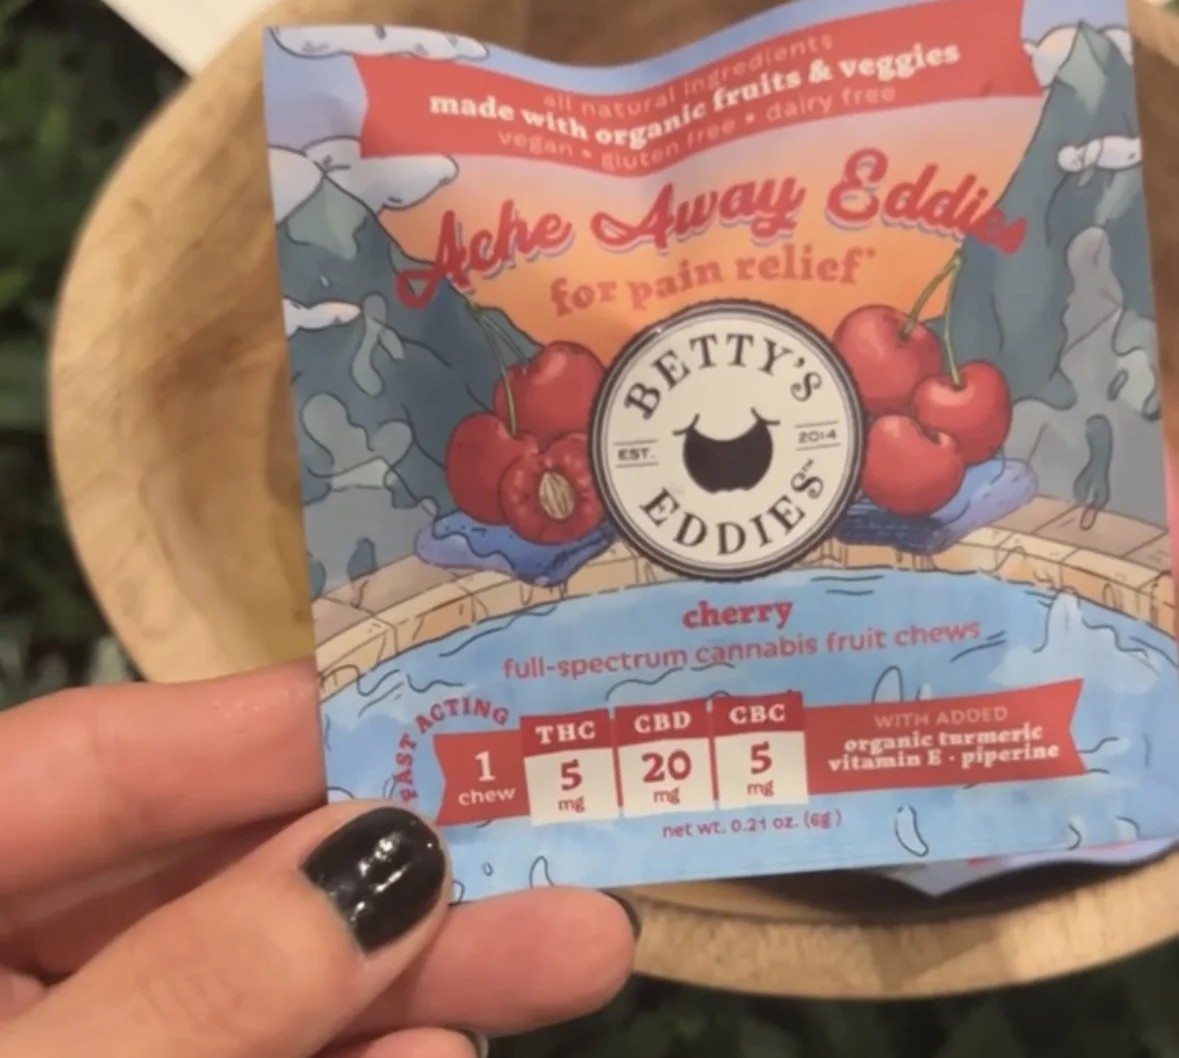 all natural ingredients
made with organic fruits & veggies
vegan • gluten free • dairy free
Ache Away Eddies
for pain relief*
BETTY'S
EST. 2014
EDDIES™
cherry
full-spectrum cannabis fruit chews
FAST ACTING
1 chew
THC 5 mg
CBD 20 mg
CBC 5 mg
WITH ADDED
organic turmeric
vitamin E · piperine
net wt. 0.21 oz. (6g)